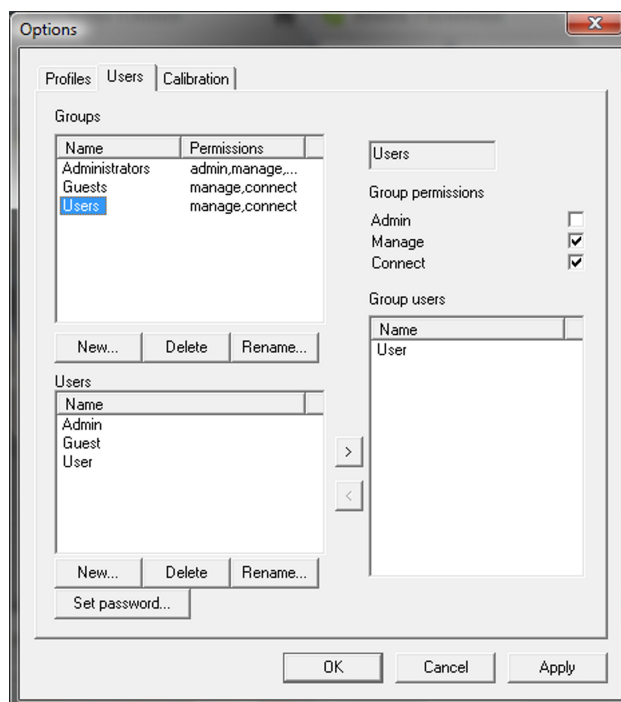 Options
Profiles Users Calibration
Groups
Name Permissions
Administrators admin,manage,...
Guests manage,connect
Users manage,connect
New... Delete Rename...
Users
Name
Admin
Guest
User
New... Delete Rename...
Set password...
Users
Group permissions
Admin
Manage
Connect
Group users
Name
User
>
<
OK Cancel Apply